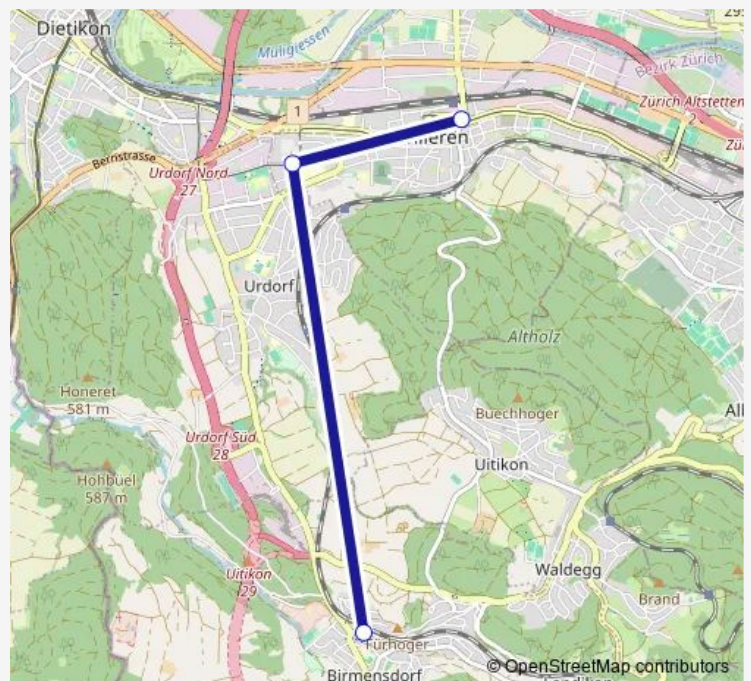 Dietikon
Müligiessen
Bezirk Zürich
Zürich Altstetten
2
1
Bernstrasse
Urdorf Nord
27
Urdorf
Altholz
Honeret
581 m
Buechhoger
Urdorf Süd
28
Uitikon
Hohbüel
587 m
Uitikon
29
Waldegg
Brand
Fürhoger
Birmensdorf
© OpenStreetMap contributors